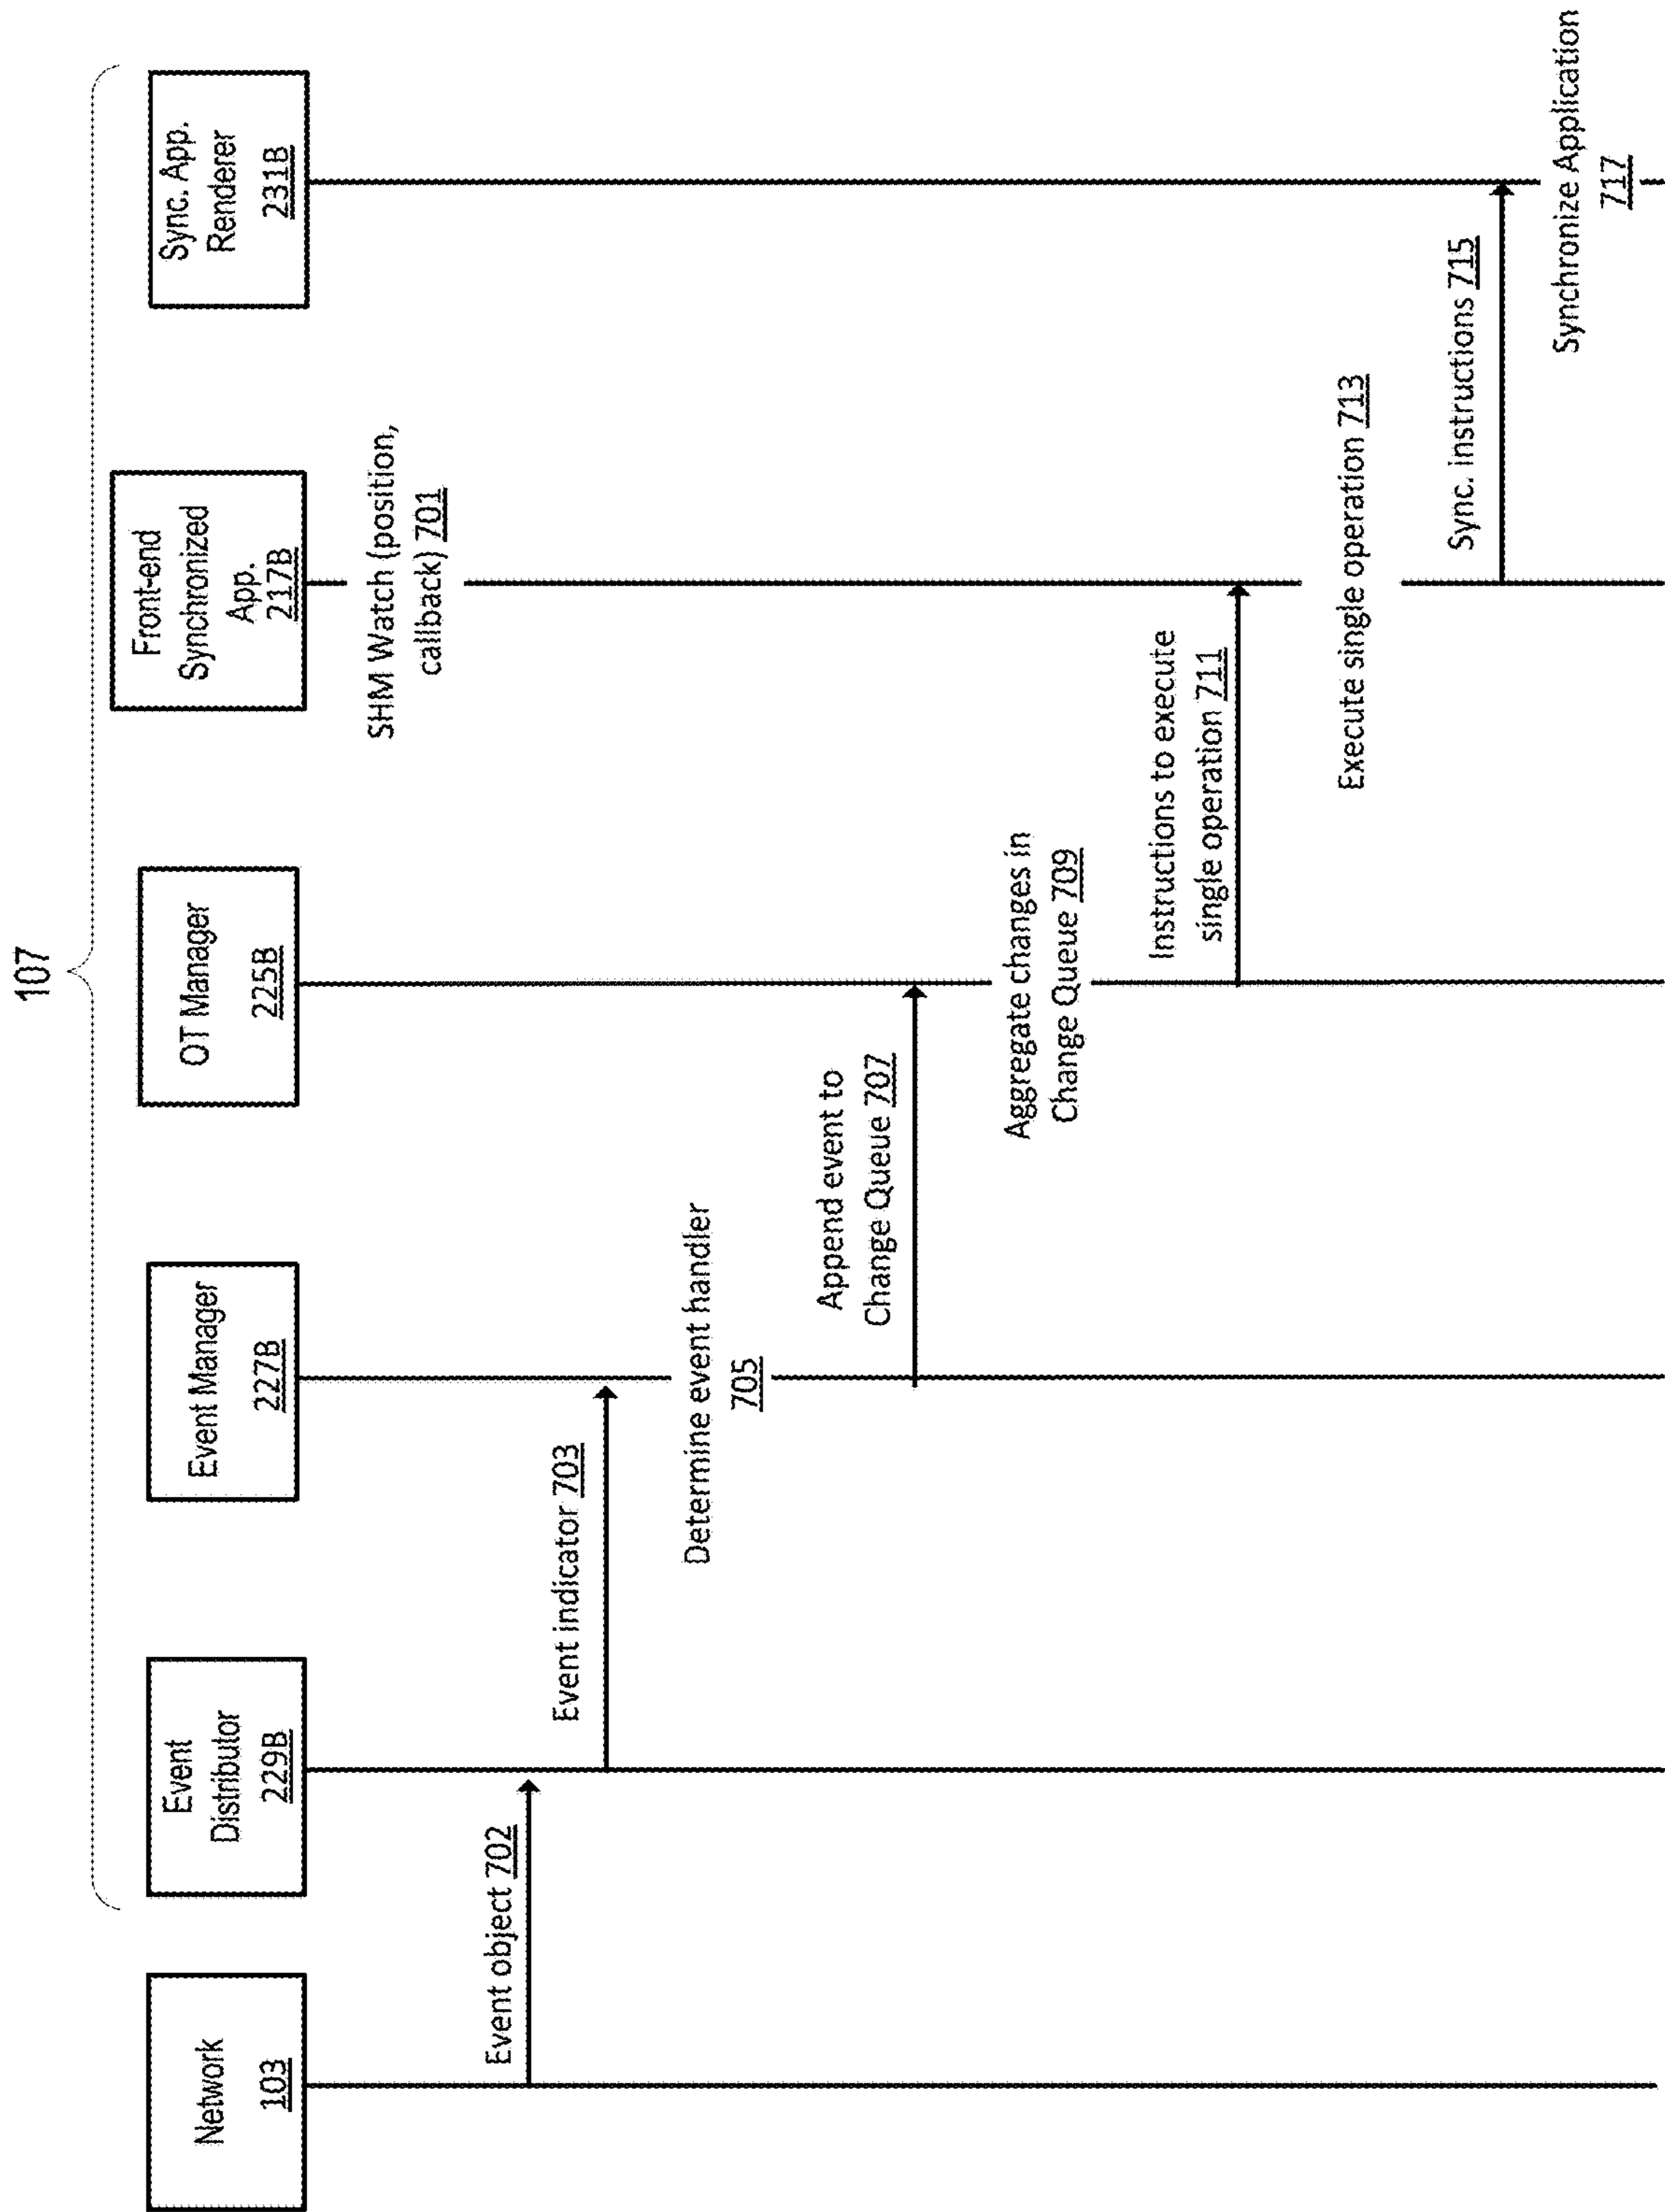 107
Network
103
Event
Distributor
229B
Event Manager
227B
OT Manager
225B
Front-end
Synchronized
App.
217B
Sync. App.
Renderer
231B
SHM Watch (position,
callback) 701
Event object 702
Event indicator 703
Determine event handler
705
Append event to
Change Queue 707
Aggregate changes in
Change Queue 709
Instructions to execute
single operation 711
Execute single operation 713
Sync. instructions 715
Synchronize Application
717